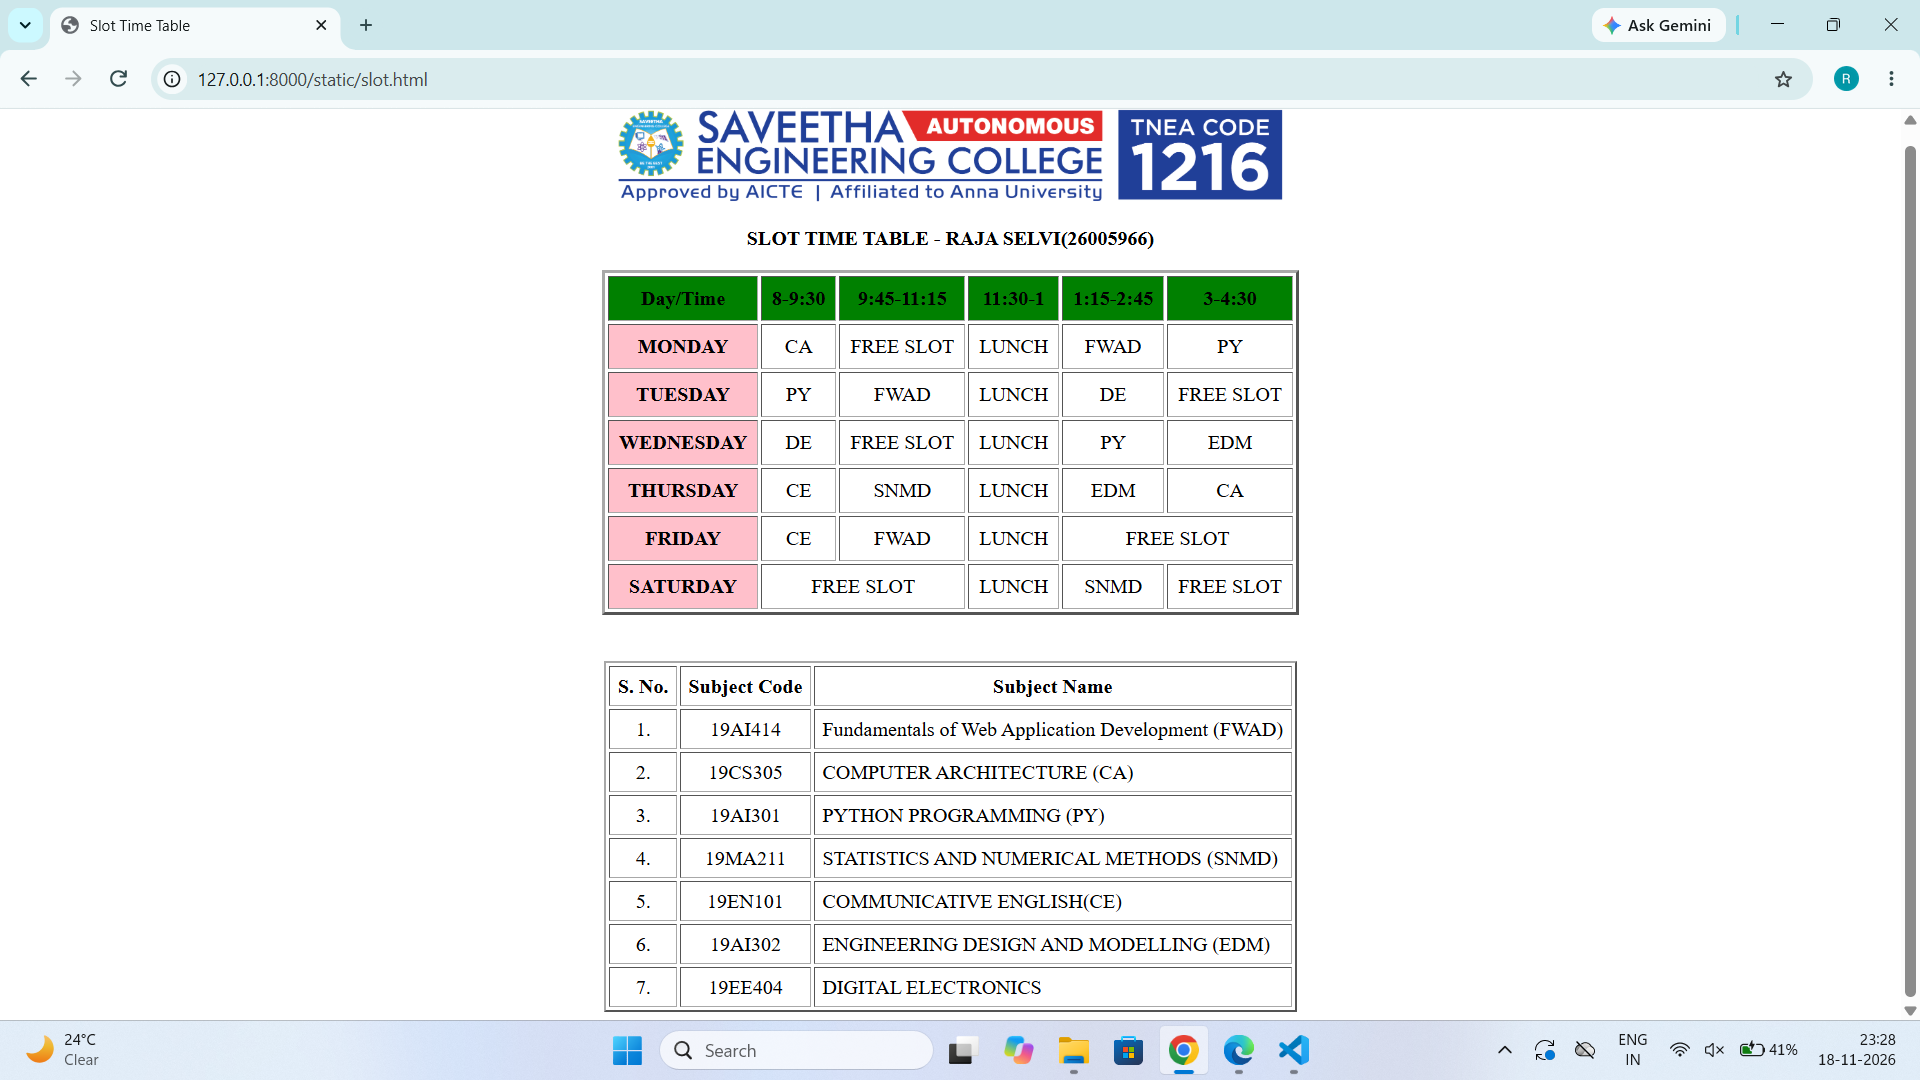 Slot Time Table
Ask Gemini
127.0.0.1:8000/static/slot.html
R
SAVEETHA AUTONOMOUS
ENGINEERING COLLEGE
Approved by AICTE | Affiliated to Anna University
TNEA CODE
1216
SLOT TIME TABLE - RAJA SELVI(26005966)
Day/Time 8-9:30 9:45-11:15 11:30-1 1:15-2:45 3-4:30
MONDAY CA FREE SLOT LUNCH FWAD PY
TUESDAY PY FWAD LUNCH DE FREE SLOT
WEDNESDAY DE FREE SLOT LUNCH PY EDM
THURSDAY CE SNMD LUNCH EDM CA
FRIDAY CE FWAD LUNCH FREE SLOT
SATURDAY FREE SLOT LUNCH SNMD FREE SLOT
S. No. Subject Code Subject Name
1. 19AI414 Fundamentals of Web Application Development (FWAD)
2. 19CS305 COMPUTER ARCHITECTURE (CA)
3. 19AI301 PYTHON PROGRAMMING (PY)
4. 19MA211 STATISTICS AND NUMERICAL METHODS (SNMD)
5. 19EN101 COMMUNICATIVE ENGLISH(CE)
6. 19AI302 ENGINEERING DESIGN AND MODELLING (EDM)
7. 19EE404 DIGITAL ELECTRONICS
24°C
Clear
Search
ENG
IN
41%
23:28
18-11-2026